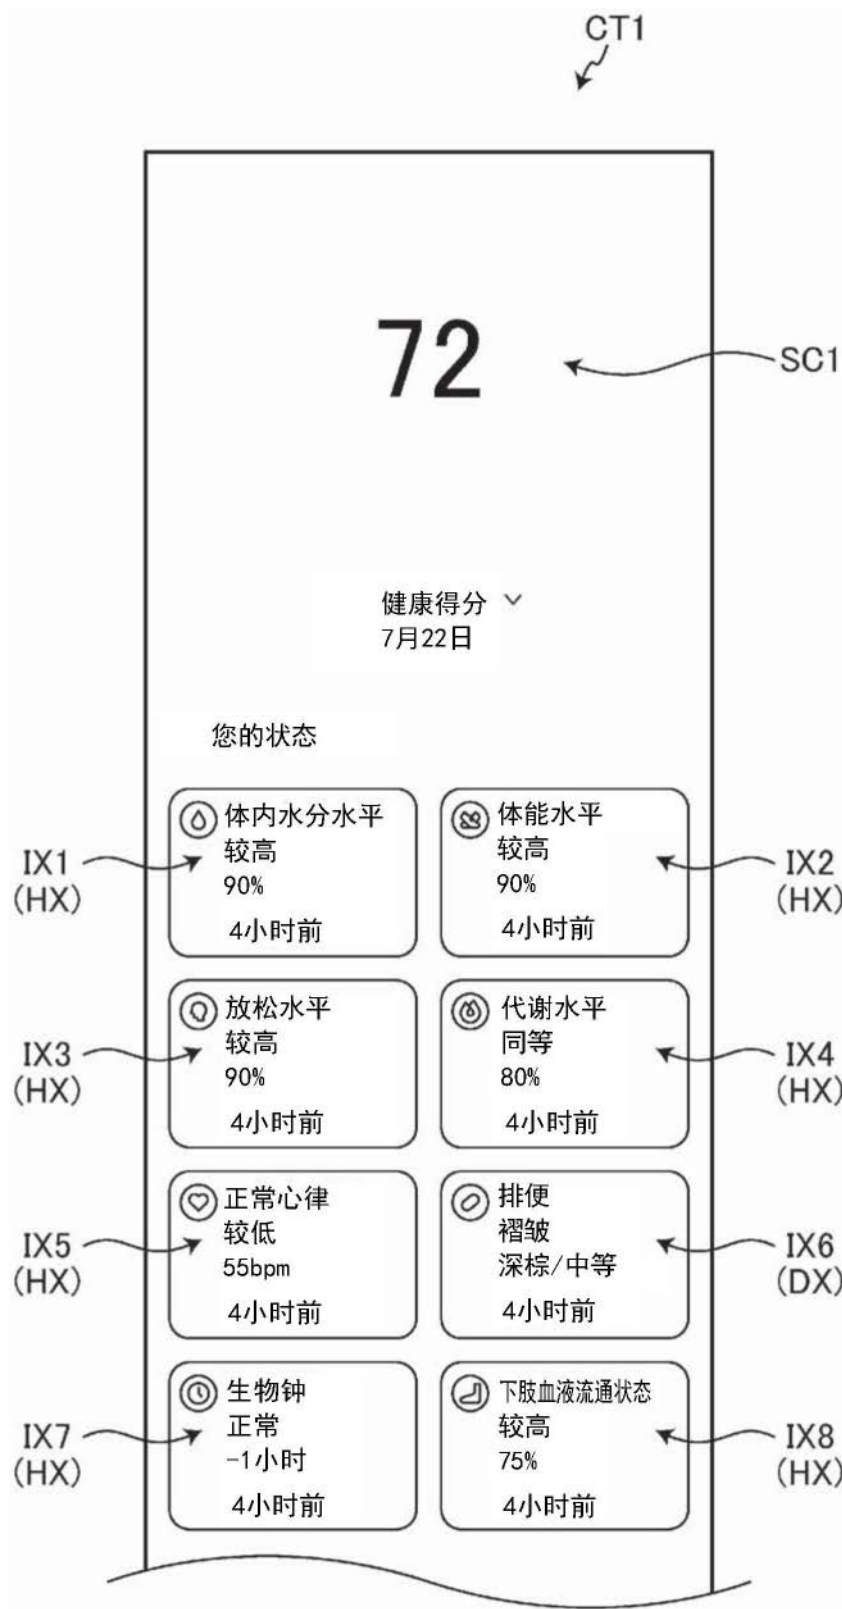 CT1
72
SC1
健康得分
7月22日
您的状态
IX1
(HX)
体内水分水平
较高
90%
4小时前
体能水平
较高
90%
4小时前
IX2
(HX)
IX3
(HX)
放松水平
较高
90%
4小时前
代谢水平
同等
80%
4小时前
IX4
(HX)
IX5
(HX)
正常心律
较低
55bpm
4小时前
排便
褶皱
深棕/中等
4小时前
IX6
(DX)
IX7
(HX)
生物钟
正常
-1小时
4小时前
下肢血液流通状态
较高
75%
4小时前
IX8
(HX)